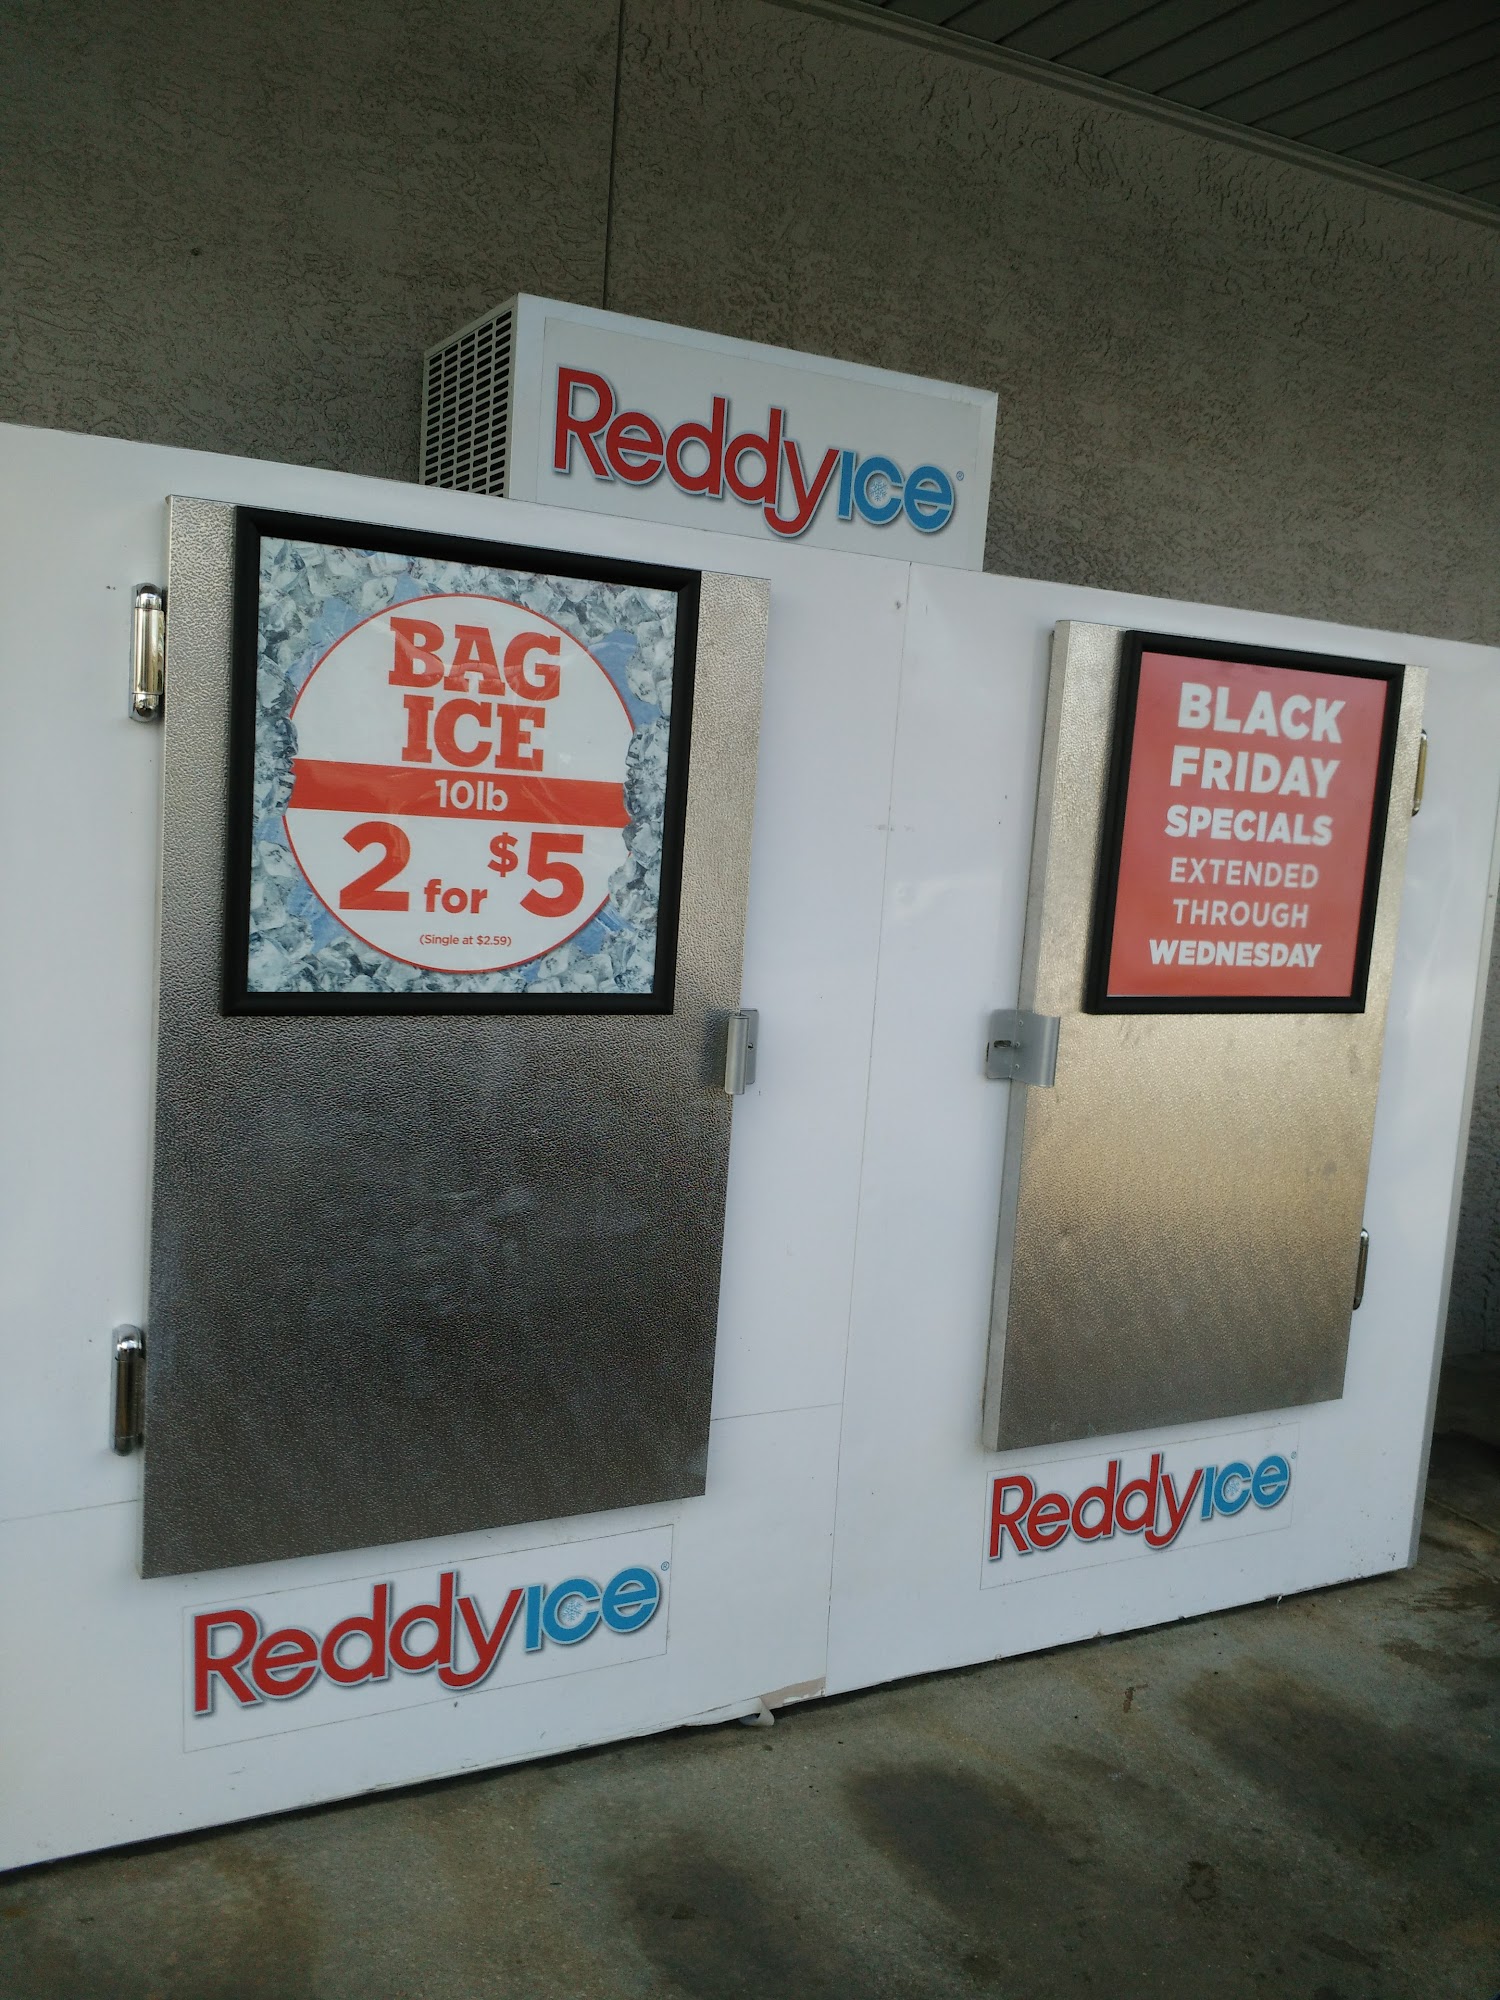 Reddyice®
BAG
ICE
10lb
2 for $5
(Single at $2.59)
BLACK
FRIDAY
SPECIALS
EXTENDED
THROUGH
WEDNESDAY
Reddyice®
Reddyice®